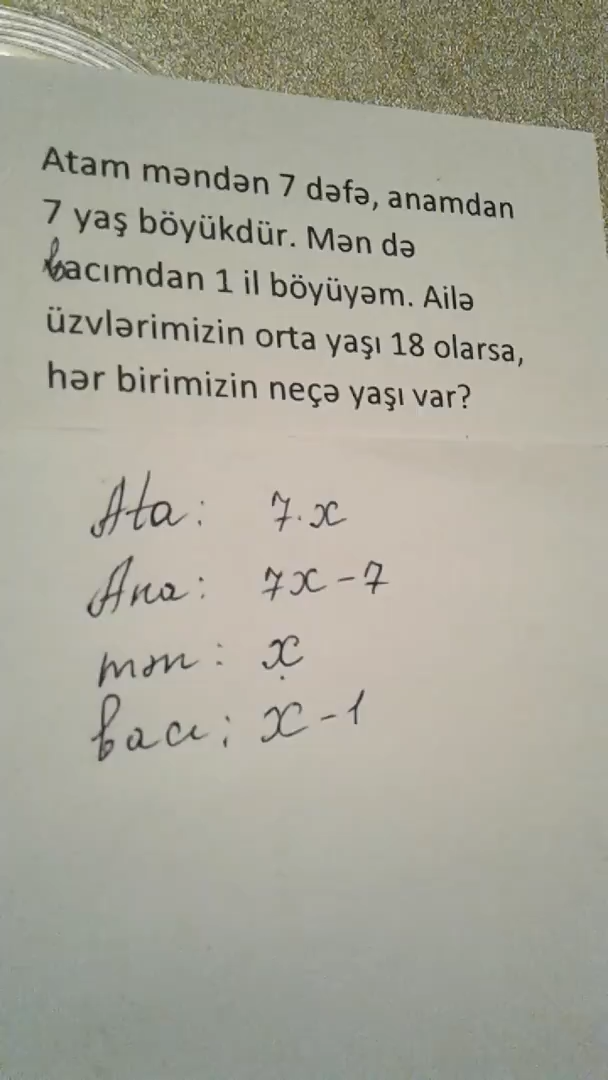 Atam məndən 7 dəfə, anamdan
7 yaş böyükdür. Mən də
bacımdan 1 il böyüyəm. Ailə
üzvlərimizin orta yaşı 18 olarsa,
hər birimizin neçə yaşı var?
Ata: 7·x
Ana: 7x-7
mən: x
bacı: x-1